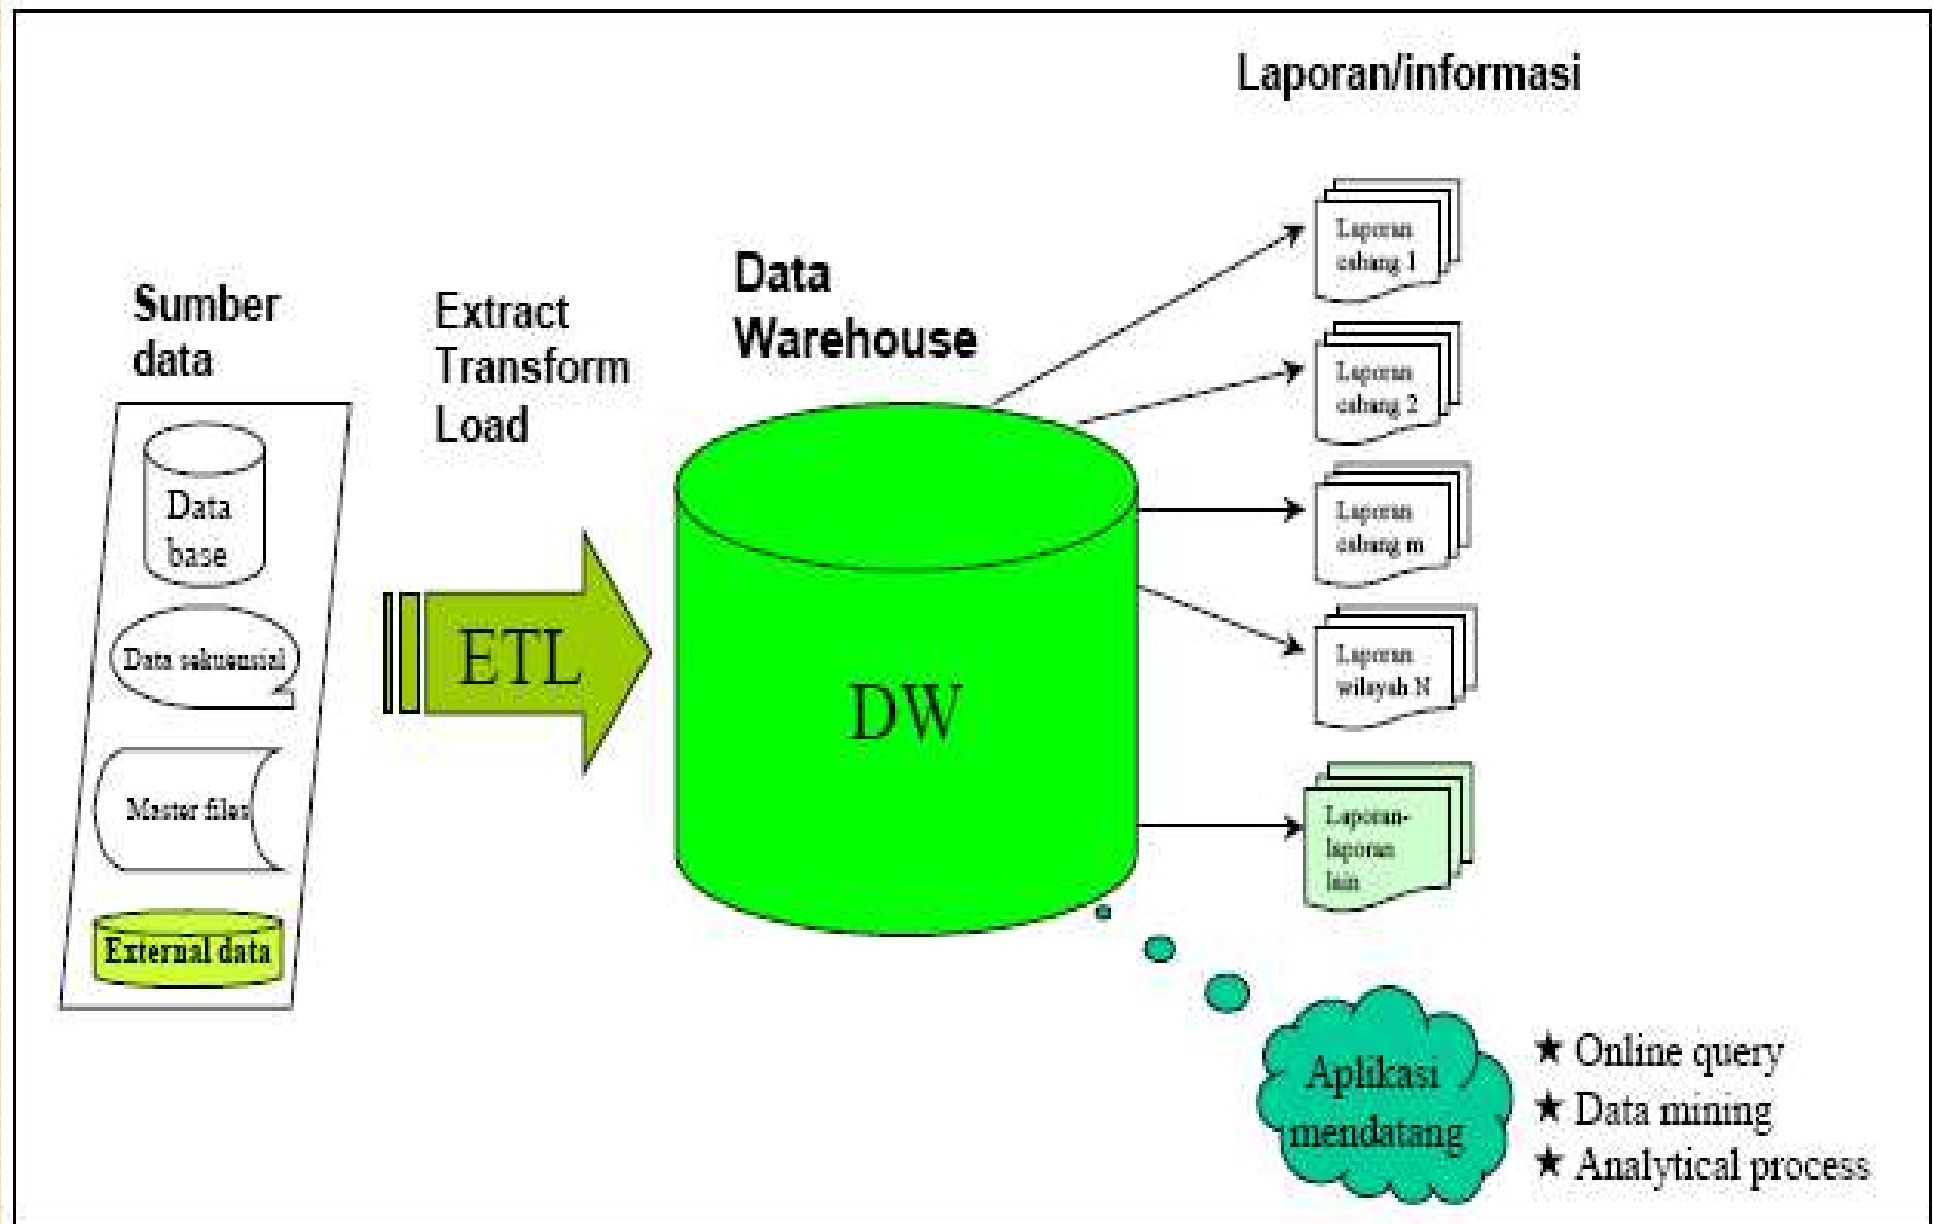 Laporan/informasi
Sumber
data
Extract
Transform
Load
Data
Warehouse
Data
base
Data sekuensial
Master files
External data
ETL
DW
Laporan
cabang 1
Laporan
cabang 2
Laporan
cabang m
Laporan
wilayah N
Laporan-
laporan
lain
Aplikasi
mendatang
★ Online query
★ Data mining
★ Analytical process